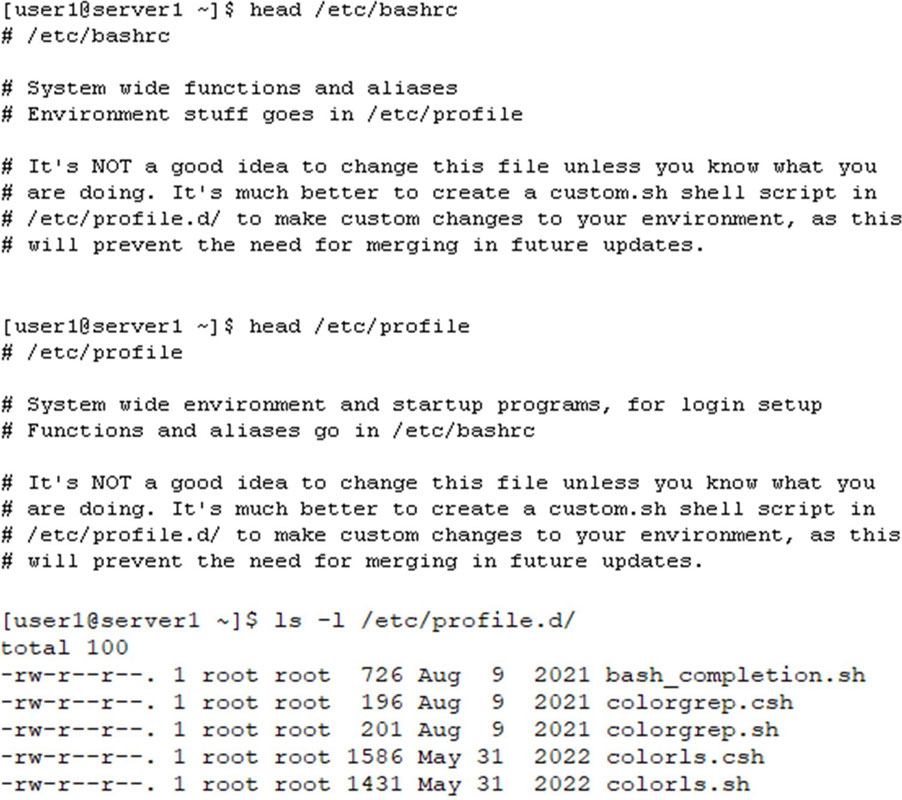 [user1@server1 ~]$ head /etc/bashrc
# /etc/bashrc
# System wide functions and aliases
# Environment stuff goes in /etc/profile
# It's NOT a good idea to change this file unless you know what you
# are doing. It's much better to create a custom.sh shell script in
# /etc/profile.d/ to make custom changes to your environment, as this
# will prevent the need for merging in future updates.
[user1@server1 ~]$ head /etc/profile
# /etc/profile
# System wide environment and startup programs, for login setup
# Functions and aliases go in /etc/bashrc
# It's NOT a good idea to change this file unless you know what you
# are doing. It's much better to create a custom.sh shell script in
# /etc/profile.d/ to make custom changes to your environment, as this
# will prevent the need for merging in future updates.
[user1@server1 ~]$ ls -l /etc/profile.d/
total 100
-rw-r--r--. 1 root root  726 Aug  9  2021 bash_completion.sh
-rw-r--r--. 1 root root  196 Aug  9  2021 colorgrep.csh
-rw-r--r--. 1 root root  201 Aug  9  2021 colorgrep.sh
-rw-r--r--. 1 root root 1586 May 31  2022 colorls.csh
-rw-r--r--. 1 root root 1431 May 31  2022 colorls.sh